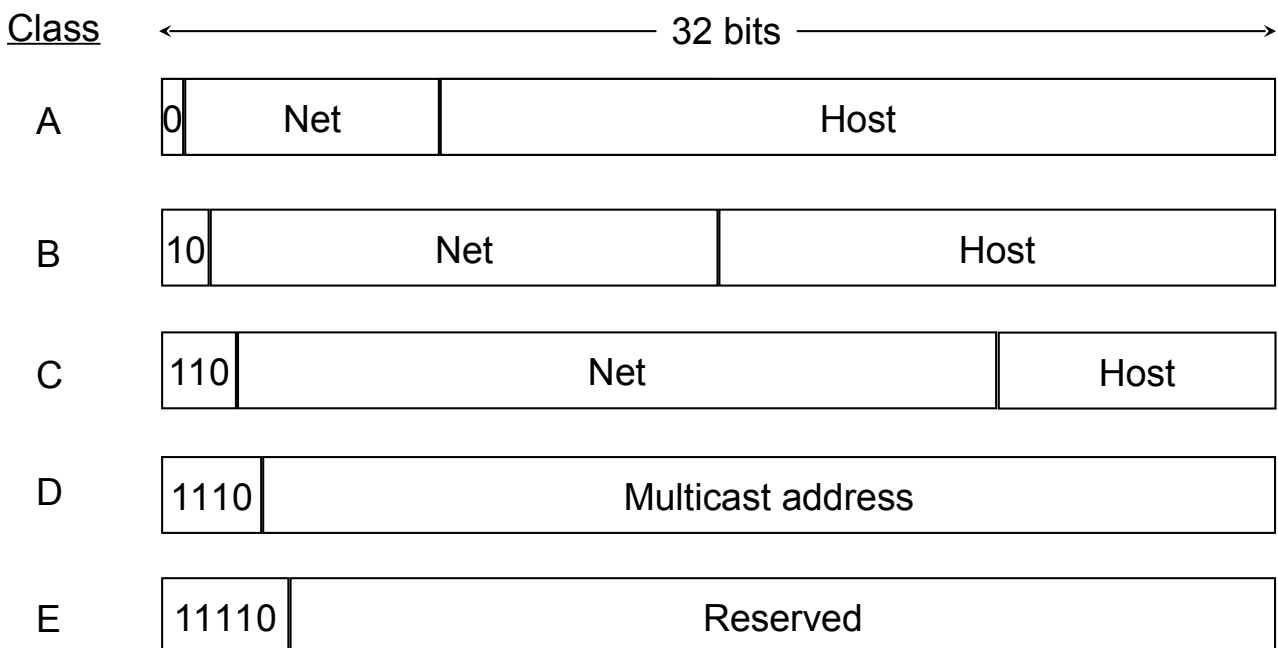 Class 32 bits
A 0 Net Host
B 10 Net Host
C 110 Net Host
D 1110 Multicast address
E 11110 Reserved